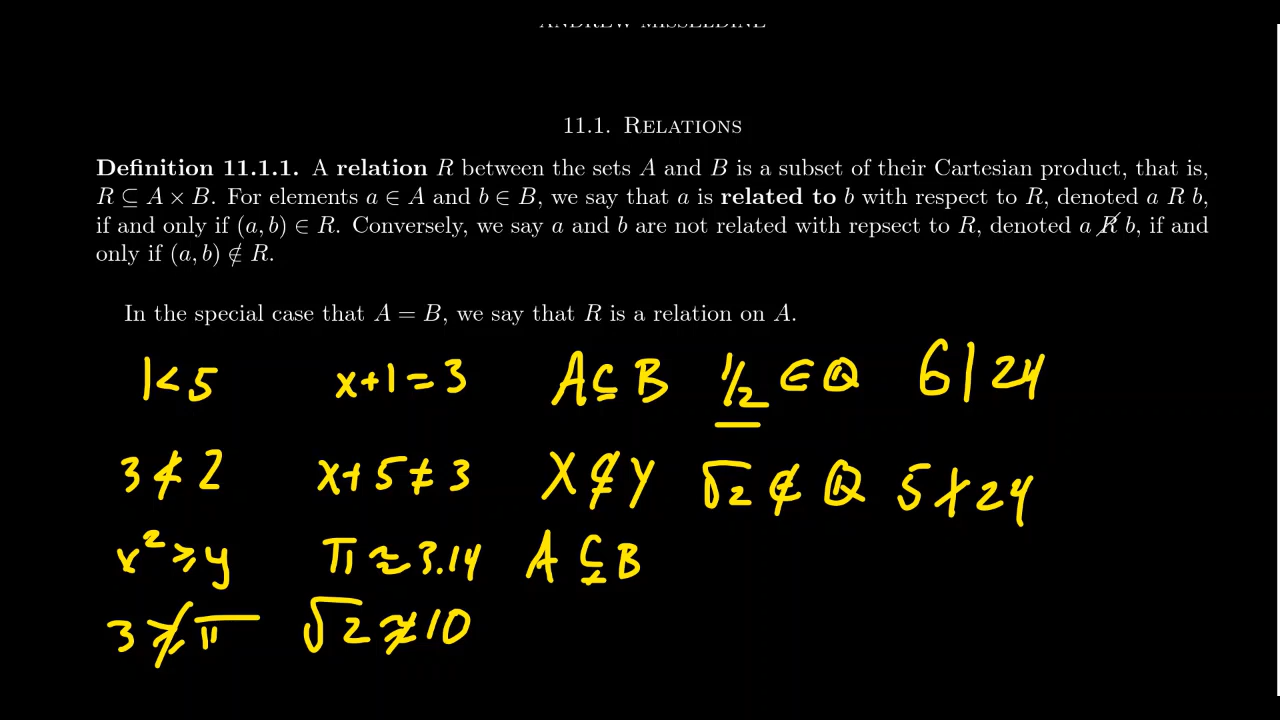 ANDREW MISSELDINE
11.1. RELATIONS
Definition 11.1.1. A relation R between the sets A and B is a subset of their Cartesian product, that is,
R ⊆ A × B. For elements a ∈ A and b ∈ B, we say that a is related to b with respect to R, denoted a R b,
if and only if (a, b) ∈ R. Conversely, we say a and b are not related with repsect to R, denoted a R̸ b, if and
only if (a, b) ∉ R.
In the special case that A = B, we say that R is a relation on A.
1 < 5 x+1 = 3 A ⊆ B 1/2 ∈ ℚ 6 | 24
3 ≮ 2 x+5 ≠ 3 X ⊄ Y √2 ∉ ℚ 5 ∤ 24
x² ≥ y π ≈ 3.14 A ⊊ B
3 ≱ π √2 ≉ 10